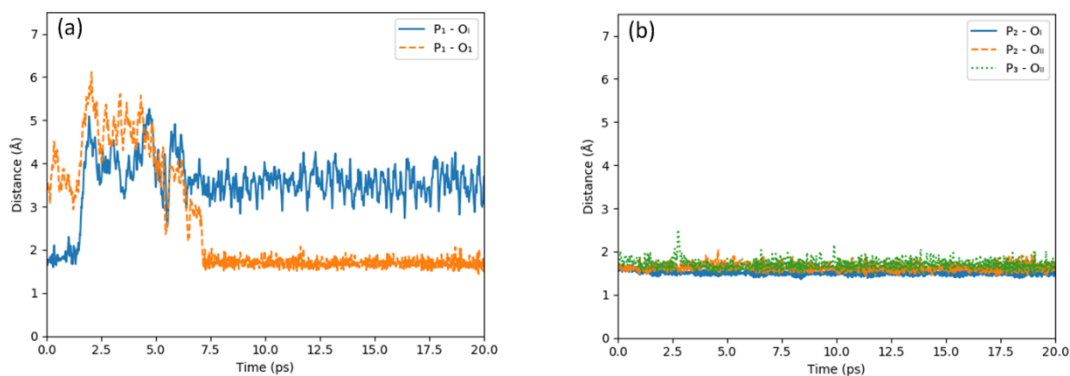 (a)
P₁ - Oₗ
P₁ - O₁
7
6
5
4
3
2
1
0
Distance (Å)
0.0 2.5 5.0 7.5 10.0 12.5 15.0 17.5 20.0
Time (ps)
(b)
P₂ - Oₗ
P₂ - Oₗₗ
P₃ - Oₗₗ
7
6
5
4
3
2
1
0
Distance (Å)
0.0 2.5 5.0 7.5 10.0 12.5 15.0 17.5 20.0
Time (ps)